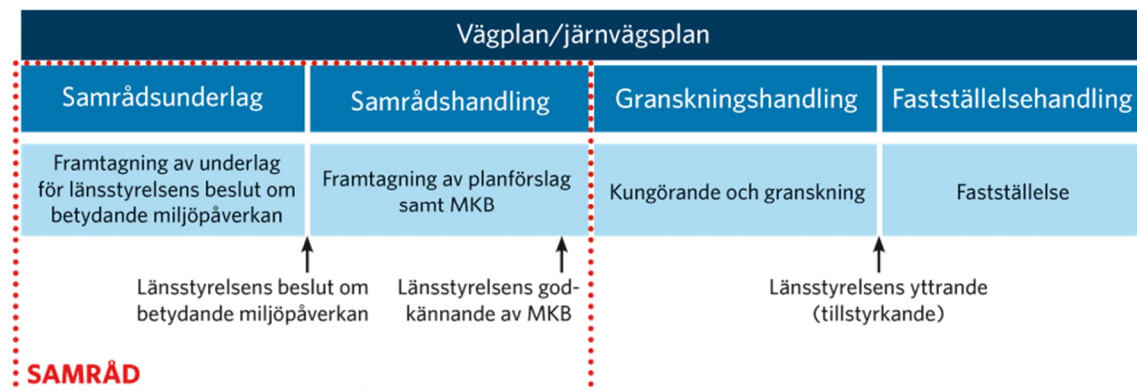 Vägplan/järnvägsplan
Samrådsunderlag
Samrådshandling
Granskningshandling
Fastställelsehandling
Framtagning av underlag
för länsstyrelsens beslut om
betydande miljöpåverkan
Framtagning av planförslag
samt MKB
Kungörande och granskning
Fastställelse
Länsstyrelsens beslut om
betydande miljöpåverkan
Länsstyrelsens god-
kännande av MKB
Länsstyrelsens yttrande
(tillstyrkande)
SAMRÅD